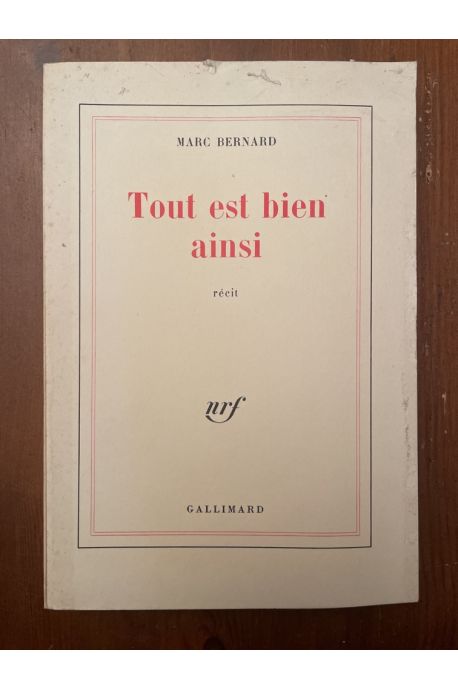 MARC BERNARD
Tout est bien
ainsi
récit
nrf
GALLIMARD